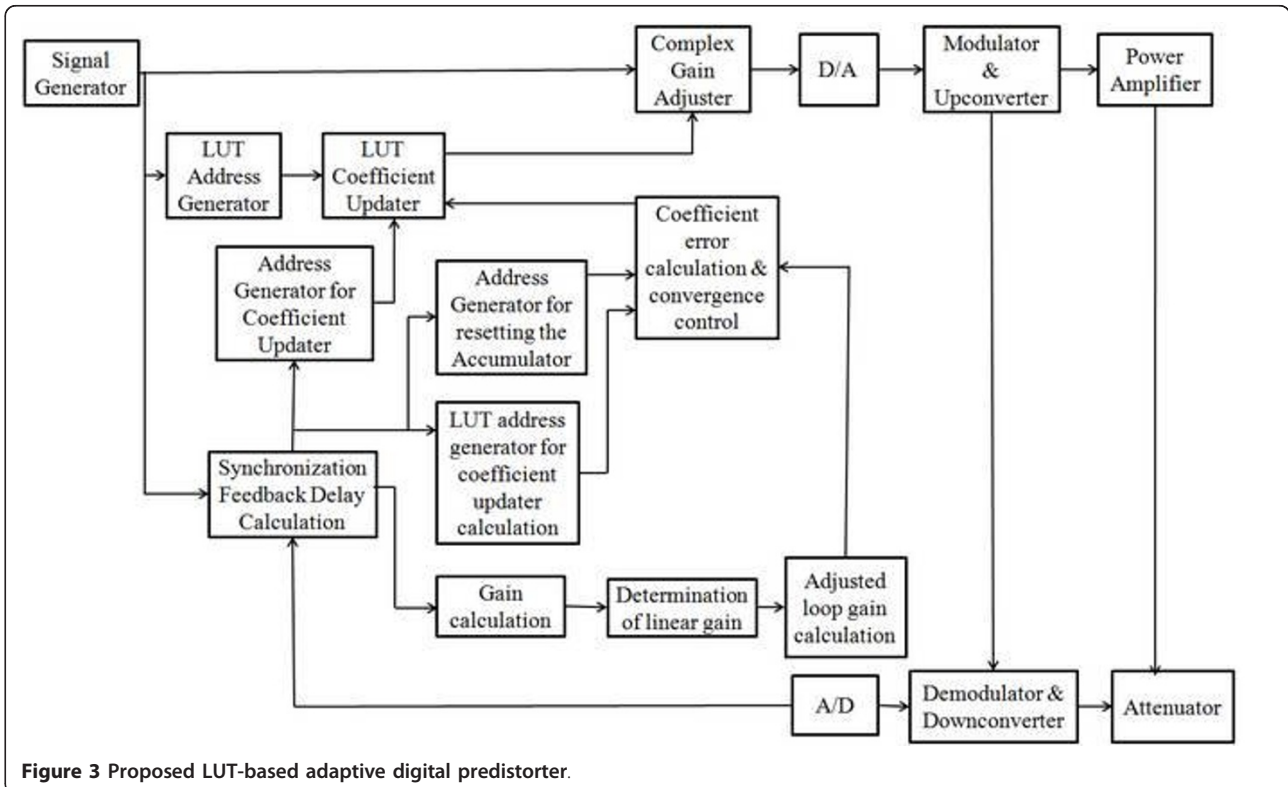 Signal
Generator
Complex
Gain
Adjuster
D/A
Modulator
&
Upconverter
Power
Amplifier
LUT
Address
Generator
LUT
Coefficient
Updater
Coefficient
error
calculation &
convergence
control
Address
Generator for
Coefficient
Updater
Address
Generator for
resetting the
Accumulator
LUT address
generator for
coefficient
updater
calculation
Synchronization
Feedback Delay
Calculation
Gain
calculation
Determination
of linear gain
Adjusted
loop gain
calculation
A/D
Demodulator &
Downconverter
Attenuator
Figure 3 Proposed LUT-based adaptive digital predistorter.